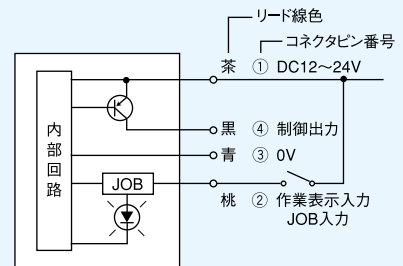 リード線色
コネクタピン番号
茶 ① DC12～24V
黒 ④ 制御出力
青 ③ 0V
桃 ② 作業表示入力
JOB入力
内部回路
JOB